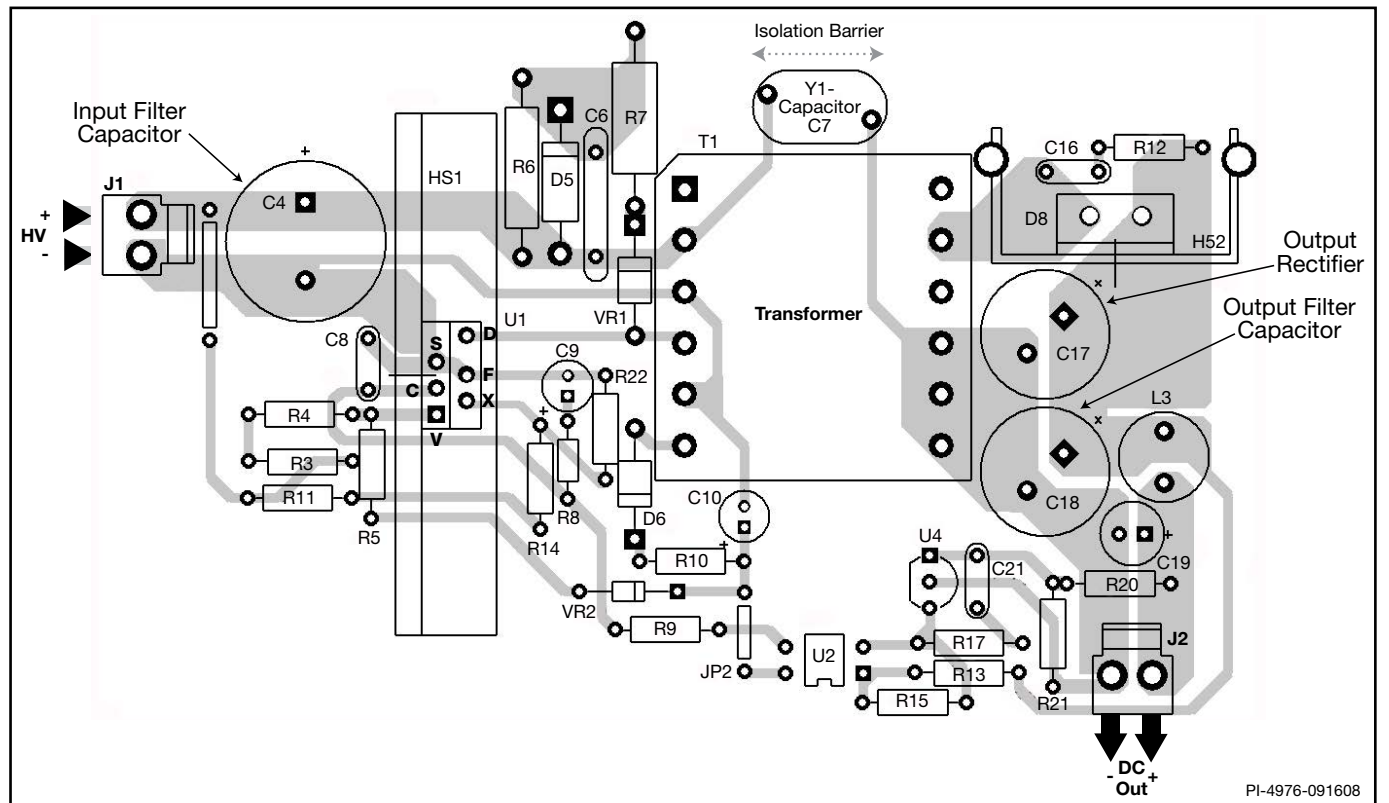 Isolation Barrier
Y1-
Capacitor
C7
Input Filter
Capacitor
+
J1
+
HV
-
C4
HS1
R6
D5
C6
R7
T1
C16
R12
D8
H52
Output
Rectifier
Output Filter
Capacitor
Transformer
VR1
U1
D
S
F
C
X
V
C8
C9
R22
x
C17
x
C18
L3
R4
R3
R11
R5
+
R14
R8
D6
C10
+
R10
U4
C21
+
C19
R20
VR2
R9
JP2
U2
R17
R13
R15
R21
J2
- DC +
Out
PI-4976-091608